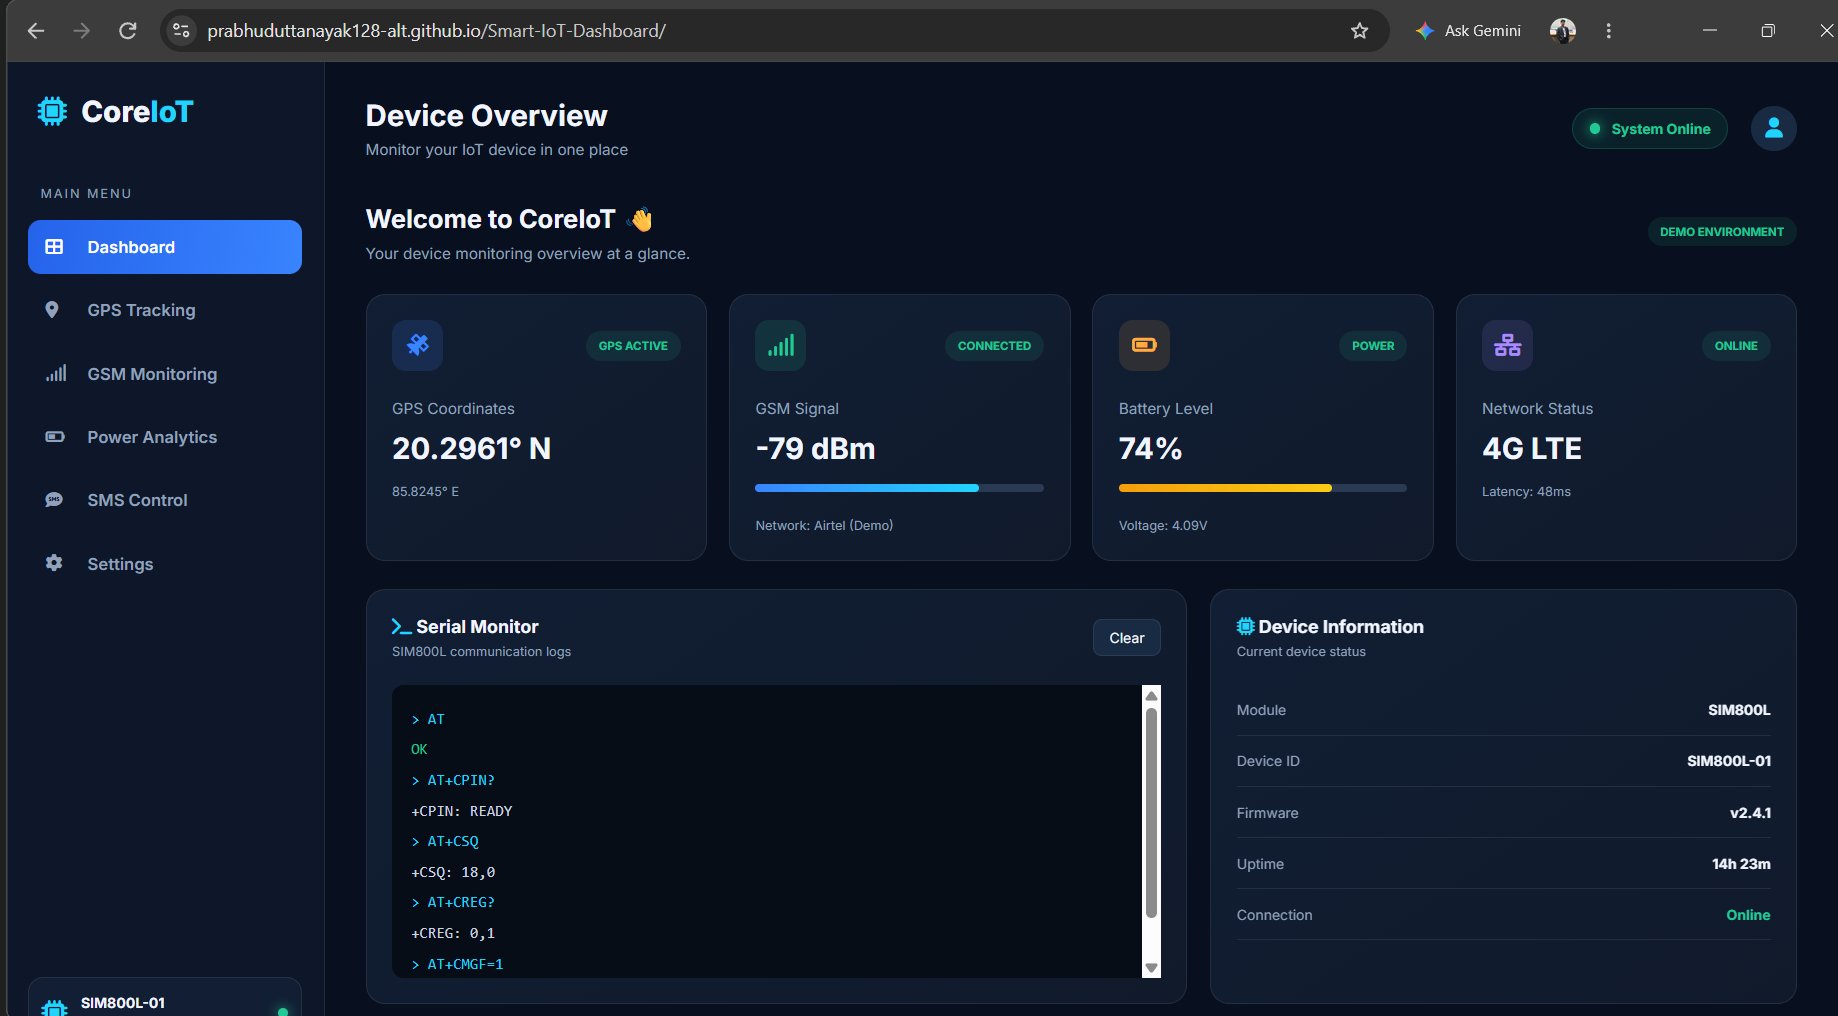 prabhuduttanayak128-alt.github.io/Smart-IoT-Dashboard/
Ask Gemini
CoreIoT
MAIN MENU
Dashboard
GPS Tracking
GSM Monitoring
Power Analytics
SMS Control
Settings
SIM800L-01
Device Overview
Monitor your IoT device in one place
System Online
Welcome to CoreIoT 👋
Your device monitoring overview at a glance.
DEMO ENVIRONMENT
GPS ACTIVE
GPS Coordinates
20.2961° N
85.8245° E
CONNECTED
GSM Signal
-79 dBm
Network: Airtel (Demo)
POWER
Battery Level
74%
Voltage: 4.09V
ONLINE
Network Status
4G LTE
Latency: 48ms
Serial Monitor
SIM800L communication logs
Clear
> AT
OK
> AT+CPIN?
+CPIN: READY
> AT+CSQ
+CSQ: 18,0
> AT+CREG?
+CREG: 0,1
> AT+CMGF=1
Device Information
Current device status
Module SIM800L
Device ID SIM800L-01
Firmware v2.4.1
Uptime 14h 23m
Connection Online